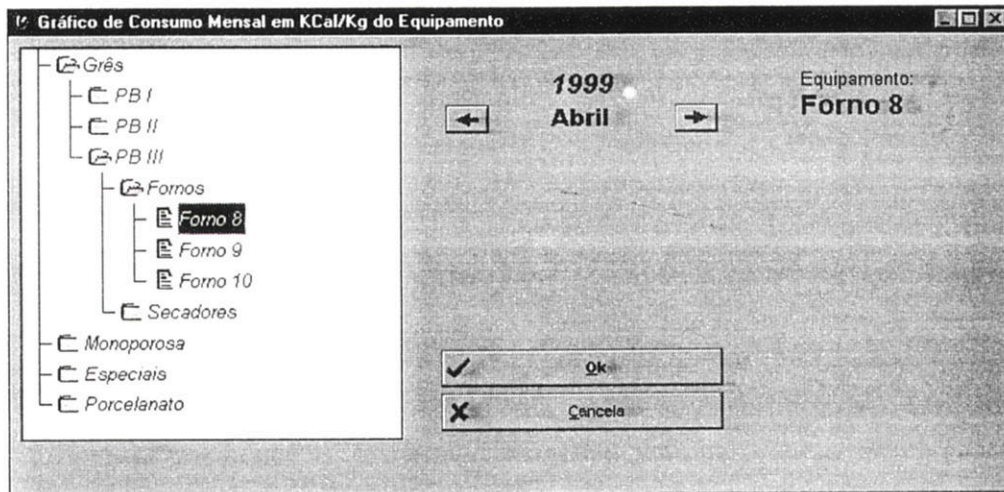 Gráfico de Consumo Mensal em KCal/Kg do Equipamento
Grês
PB I
PB II
PB III
Fornos
Forno 8
Forno 9
Forno 10
Secadores
Monoporosa
Especiais
Porcelanato
1999
Abril
Equipamento:
Forno 8
Ok
Cancela